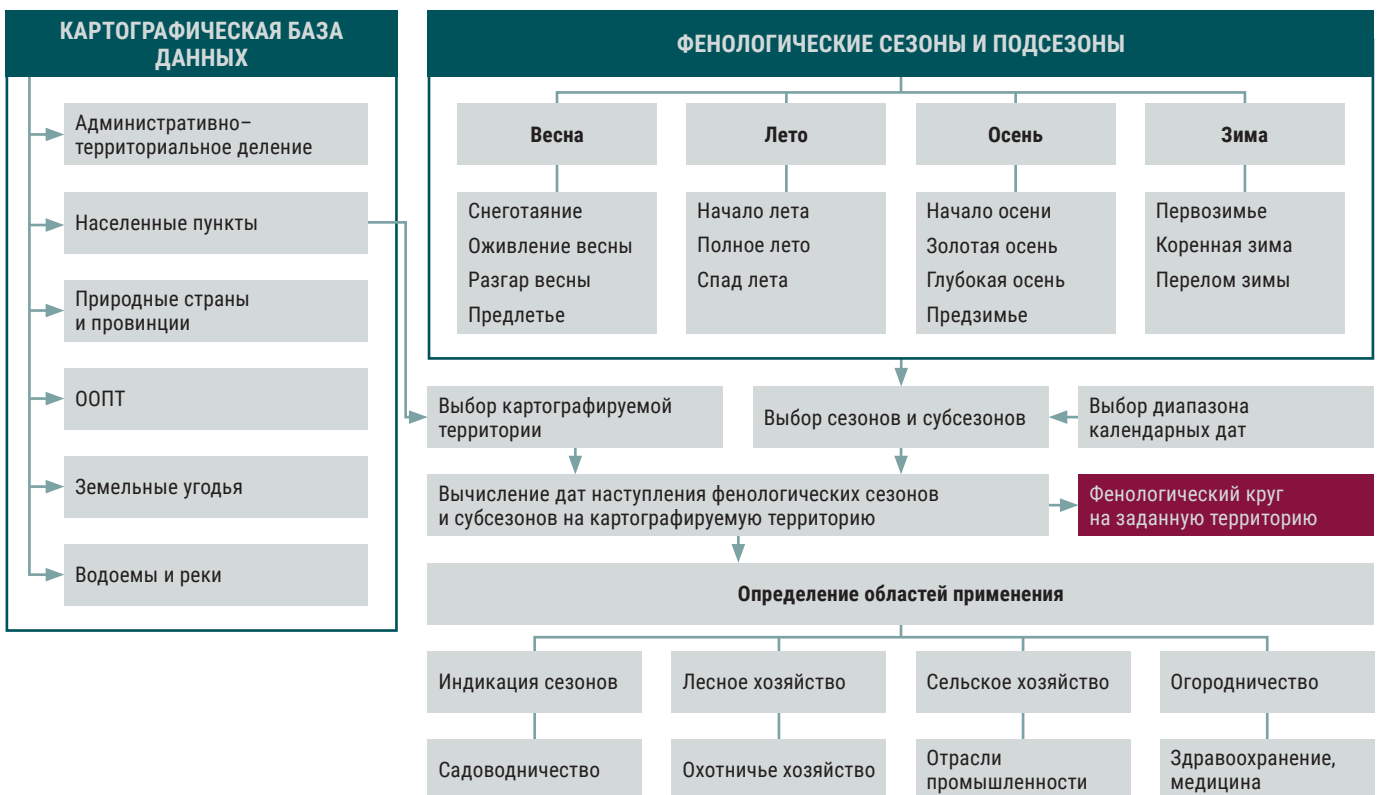 КАРТОГРАФИЧЕСКАЯ БАЗА
ДАННЫХ
Административно–
территориальное деление
Населенные пункты
Природные страны
и провинции
ООПТ
Земельные угодья
Водоемы и реки
ФЕНОЛОГИЧЕСКИЕ СЕЗОНЫ И ПОДСЕЗОНЫ
Весна
Снеготаяние
Оживление весны
Разгар весны
Предлетье
Лето
Начало лета
Полное лето
Спад лета
Осень
Начало осени
Золотая осень
Глубокая осень
Предзимье
Зима
Первозимье
Коренная зима
Перелом зимы
Выбор картографируемой
территории
Выбор сезонов и субсезонов
Выбор диапазона
календарных дат
Вычисление дат наступления фенологических сезонов
и субсезонов на картографируемую территорию
Фенологический круг
на заданную территорию
Определение областей применения
Индикация сезонов
Лесное хозяйство
Сельское хозяйство
Огородничество
Садоводничество
Охотничье хозяйство
Отрасли
промышленности
Здравоохранение,
медицина